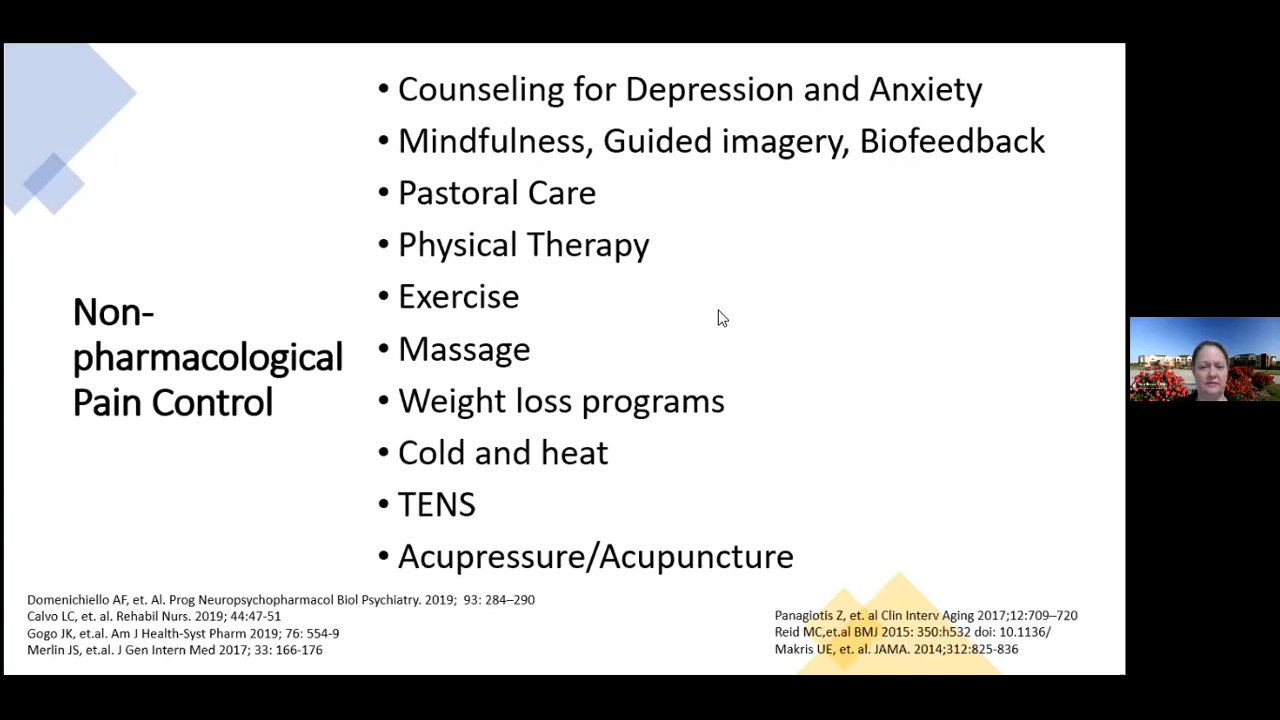 Non-
pharmacological
Pain Control
• Counseling for Depression and Anxiety
• Mindfulness, Guided imagery, Biofeedback
• Pastoral Care
• Physical Therapy
• Exercise
• Massage
• Weight loss programs
• Cold and heat
• TENS
• Acupressure/Acupuncture
Domenichiello AF, et. Al. Prog Neuropsychopharmacol Biol Psychiatry. 2019; 93: 284–290
Calvo LC, et. al. Rehabil Nurs. 2019; 44:47-51
Gogo JK, et.al. Am J Health-Syst Pharm 2019; 76: 554-9
Merlin JS, et.al. J Gen Intern Med 2017; 33: 166-176
Panagiotis Z, et. al Clin Interv Aging 2017;12:709–720
Reid MC,et.al BMJ 2015: 350:h532 doi: 10.1136/
Makris UE, et. al. JAMA. 2014;312:825-836